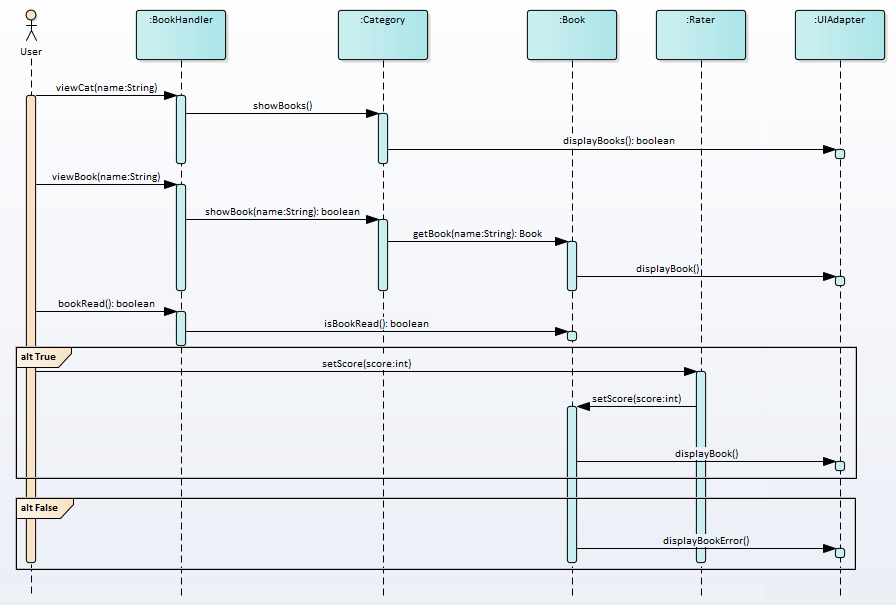 :BookHandler
:Category
:Book
:Rater
:UIAdapter
User
viewCat(name:String)
showBooks()
displayBooks(): boolean
viewBook(name:String)
showBook(name:String): boolean
getBook(name:String): Book
displayBook()
bookRead(): boolean
isBookRead(): boolean
alt True
setScore(score:int)
setScore(score:int)
displayBook()
alt False
displayBookError()